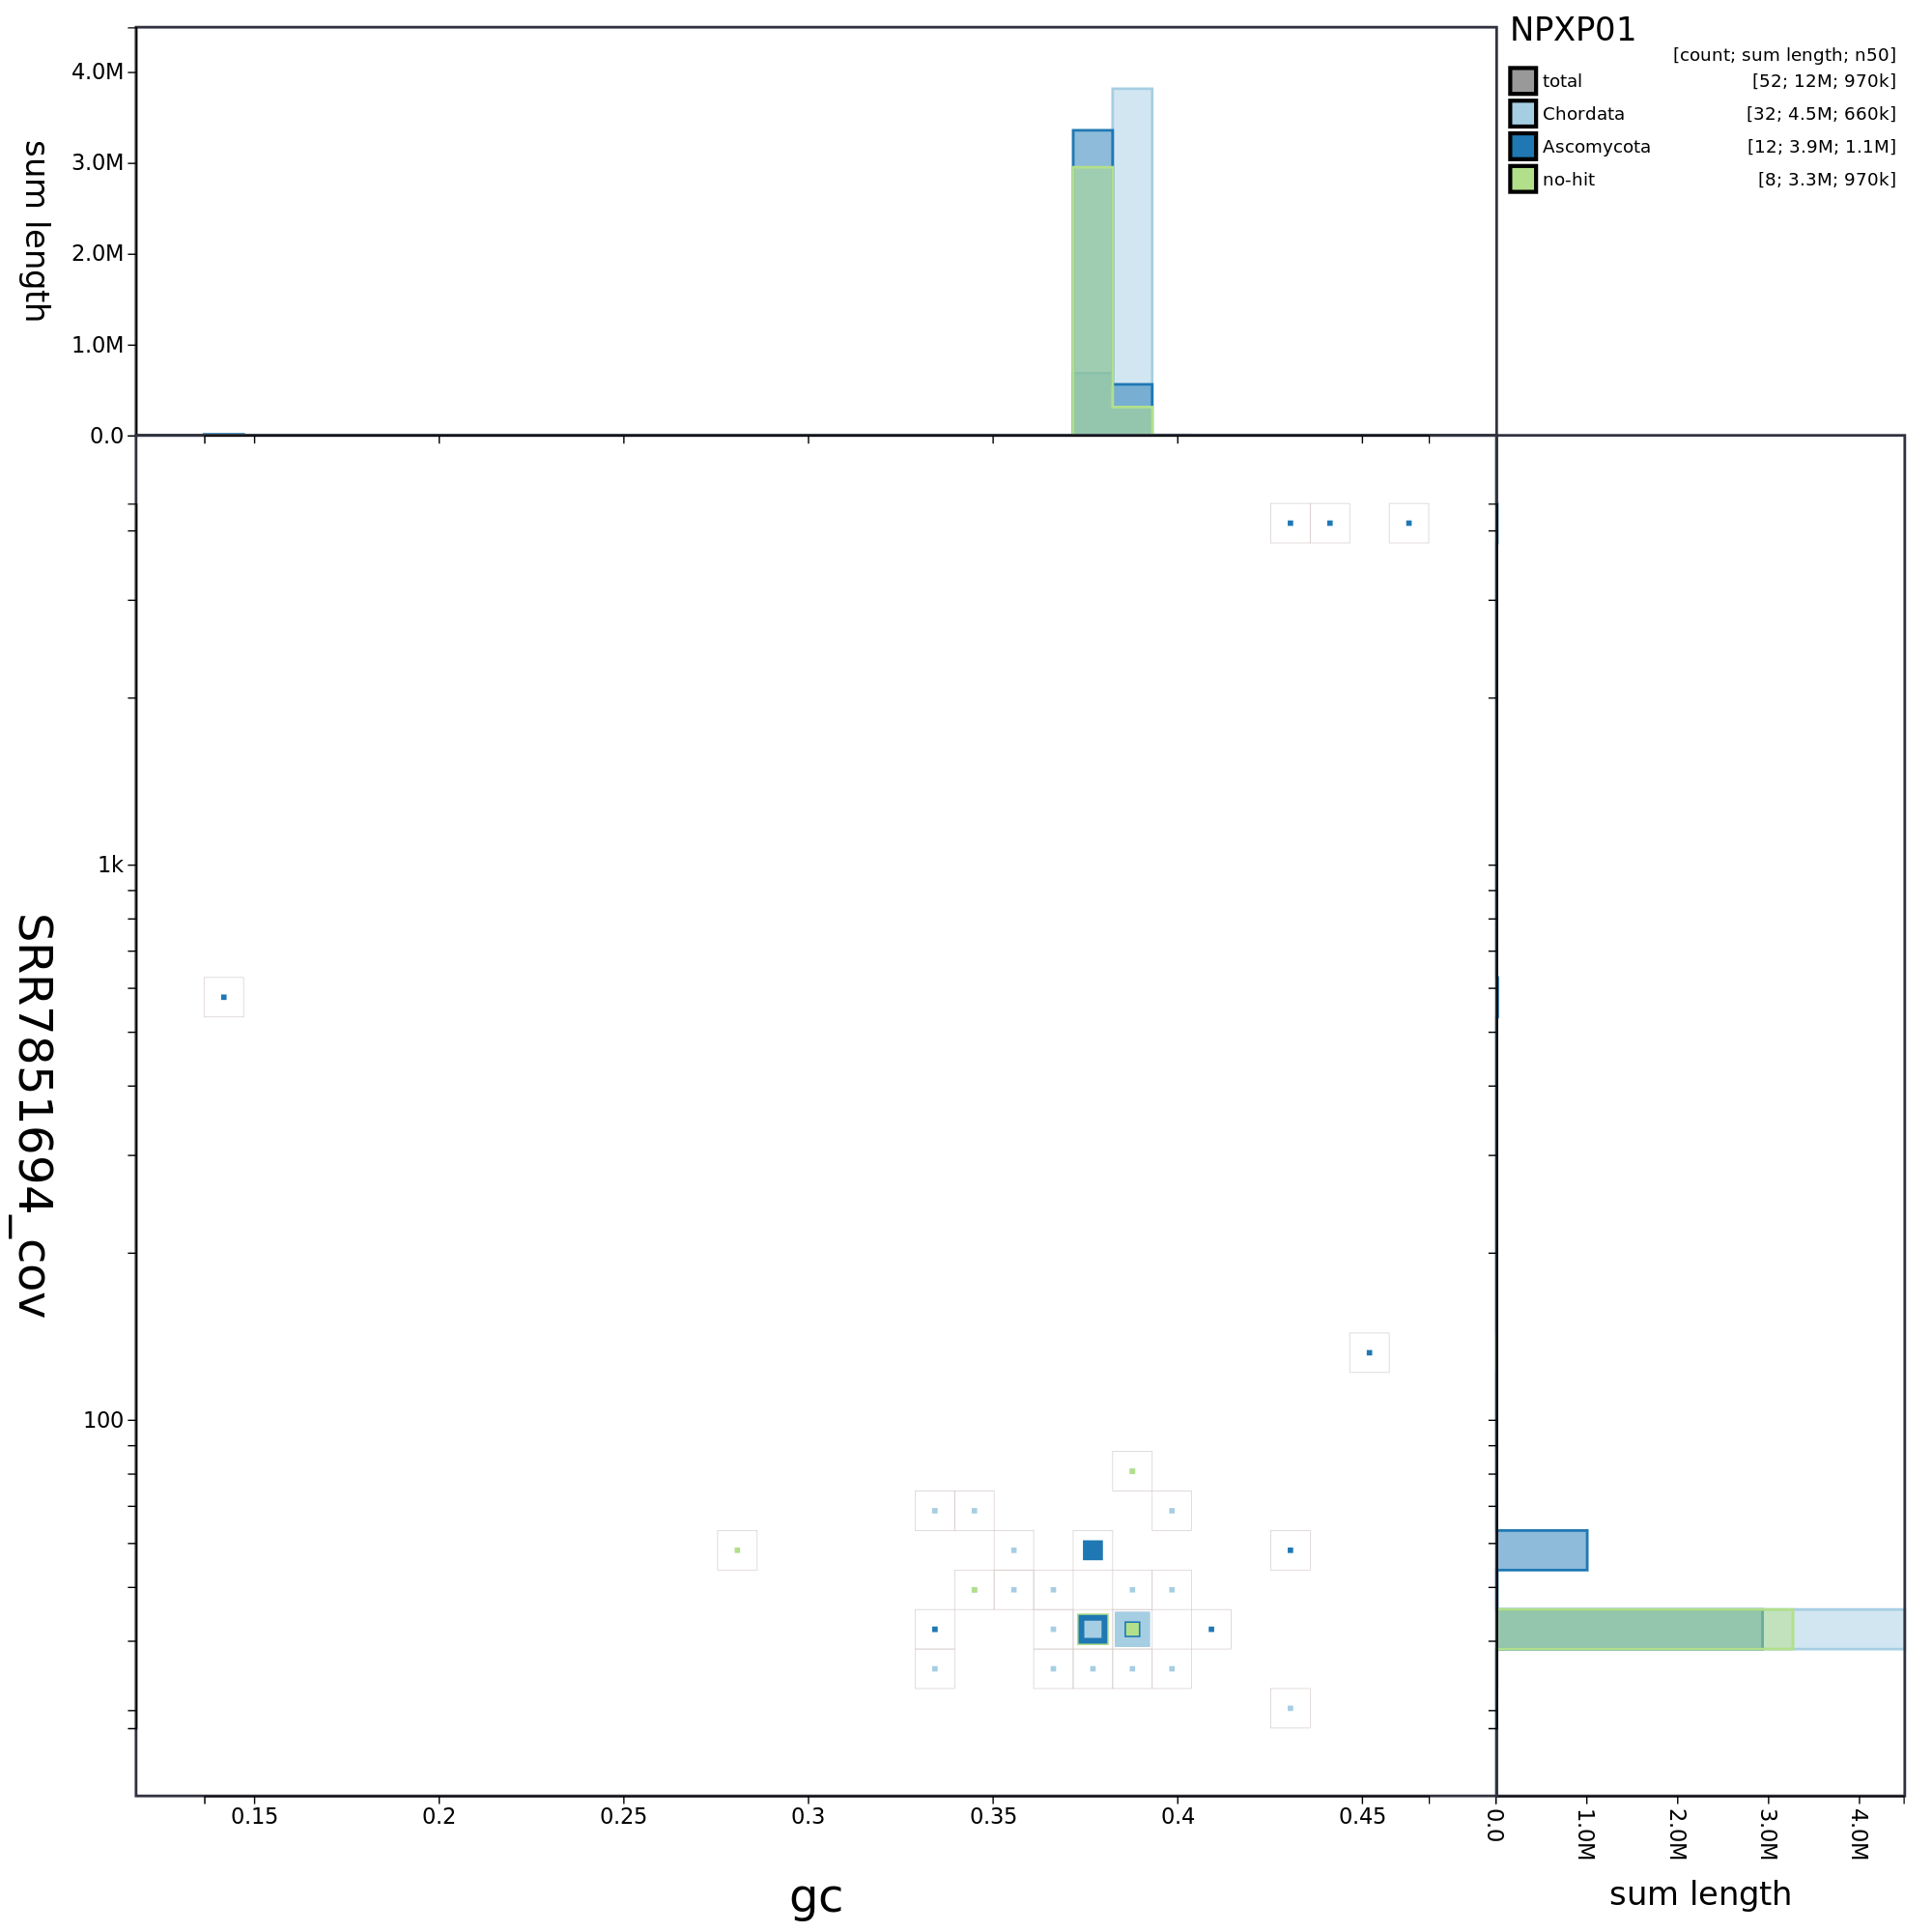 NPXP01
[count; sum length; n50]
total [52; 12M; 970k]
Chordata [32; 4.5M; 660k]
Ascomycota [12; 3.9M; 1.1M]
no-hit [8; 3.3M; 970k]
sum length
4.0M
3.0M
2.0M
1.0M
0.0
SRR7851694_cov
1k
100
0.15 0.2 0.25 0.3 0.35 0.4 0.45
gc
0.0 1.0M 2.0M 3.0M 4.0M
sum length